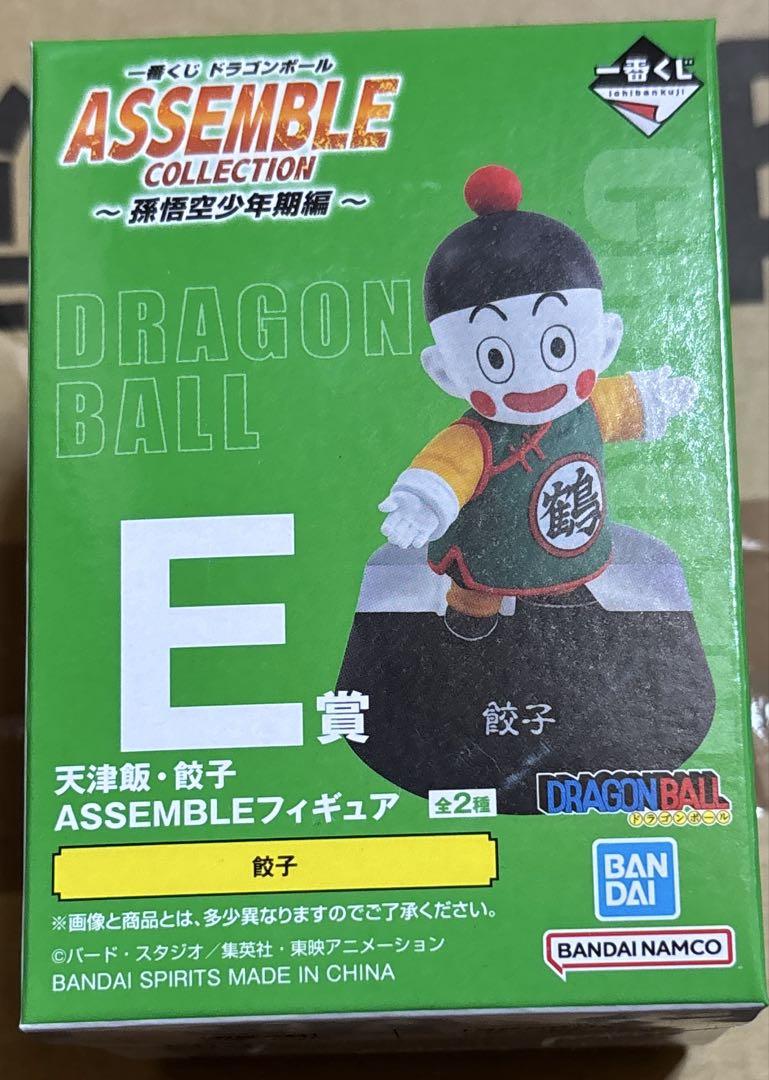 一番くじ ドラゴンボール
ASSEMBLE
COLLECTION
～孫悟空少年期編～
一番くじ
ichibankuji
DRAGON
BALL
鶴
餃子
E賞
天津飯・餃子
ASSEMBLEフィギュア 全2種
餃子
DRAGON BALL
ドラゴンボール
BAN
DAI
BANDAI NAMCO
※画像と商品とは、多少異なりますのでご了承ください。
©バード・スタジオ／集英社・東映アニメーション
BANDAI SPIRITS MADE IN CHINA